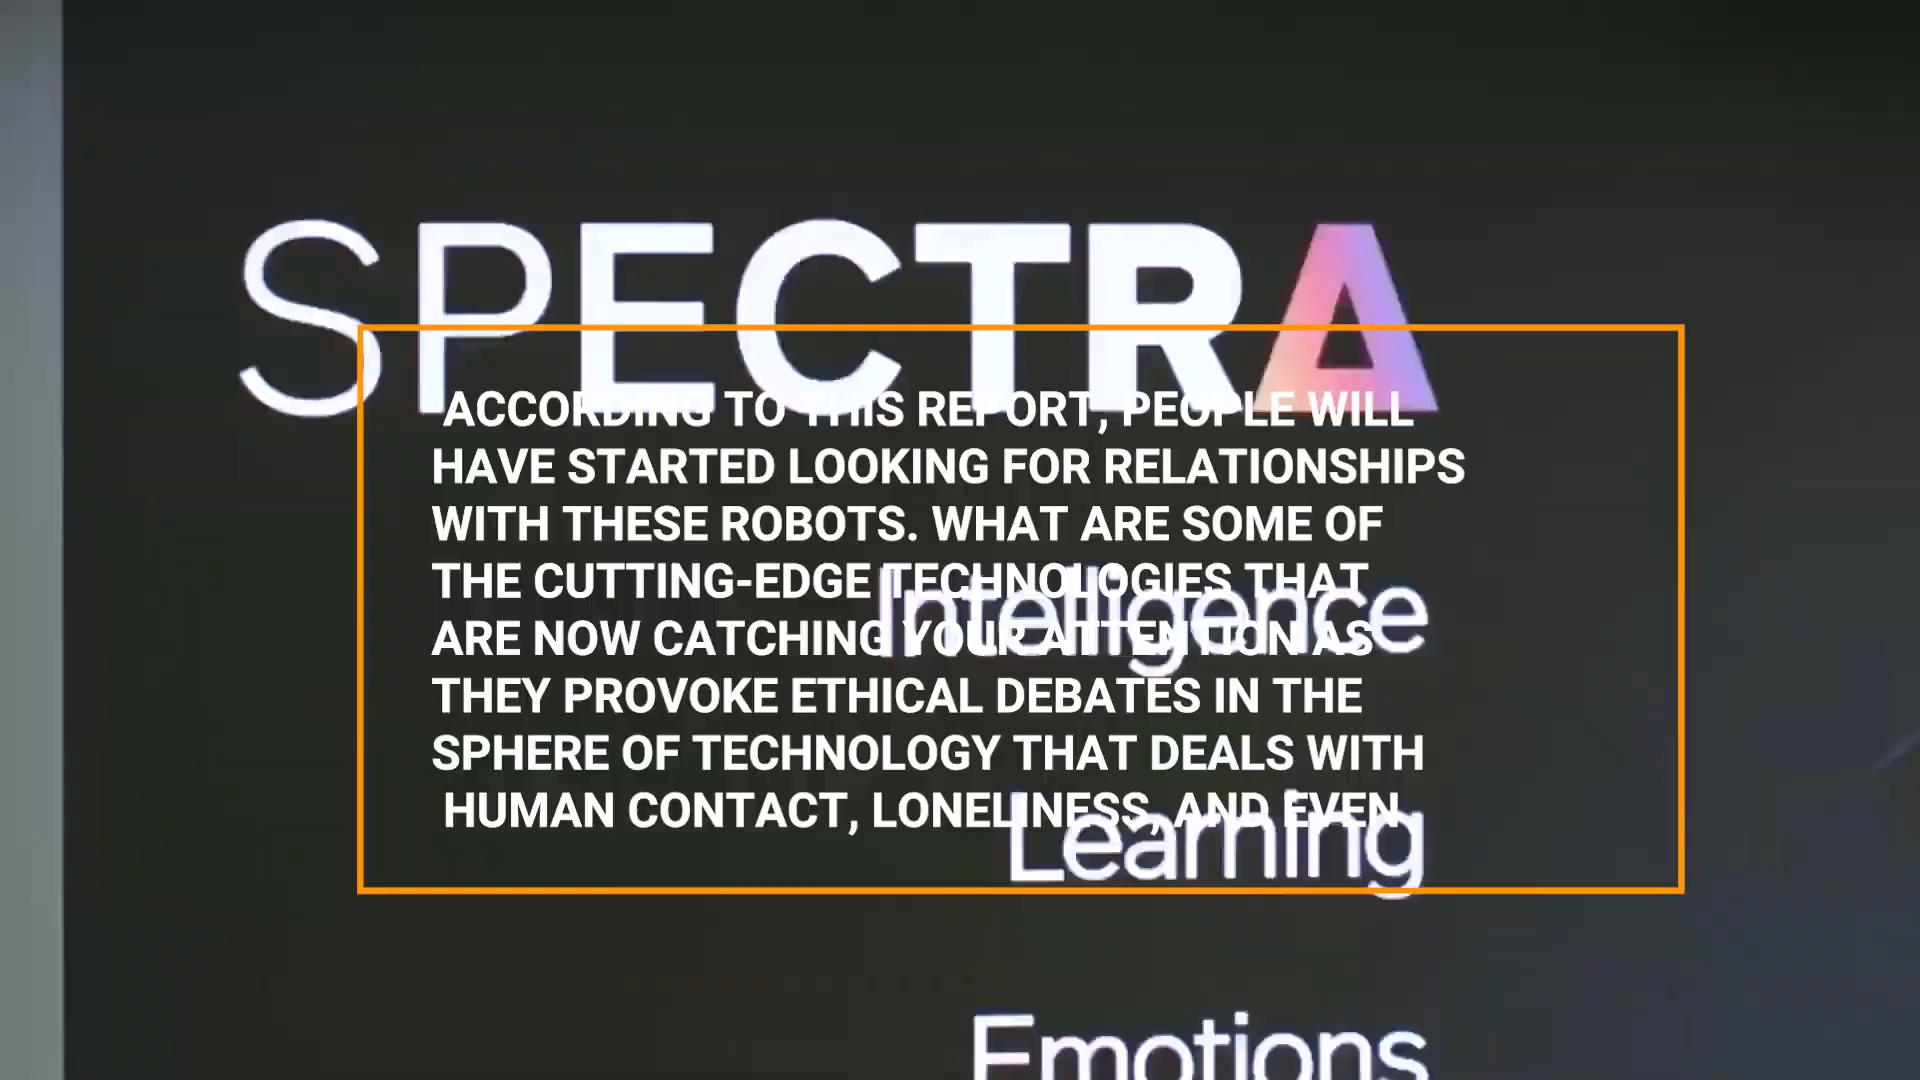 SPECTRA
ACCORDING TO THIS REPORT, PEOPLE WILL
HAVE STARTED LOOKING FOR RELATIONSHIPS
WITH THESE ROBOTS. WHAT ARE SOME OF
THE CUTTING-EDGE TECHNOLOGIES THAT
ARE NOW CATCHING YOUR ATTENTION AS
THEY PROVOKE ETHICAL DEBATES IN THE
SPHERE OF TECHNOLOGY THAT DEALS WITH
HUMAN CONTACT, LONELINESS, AND EVEN
Intelligence
Learning
Emotions